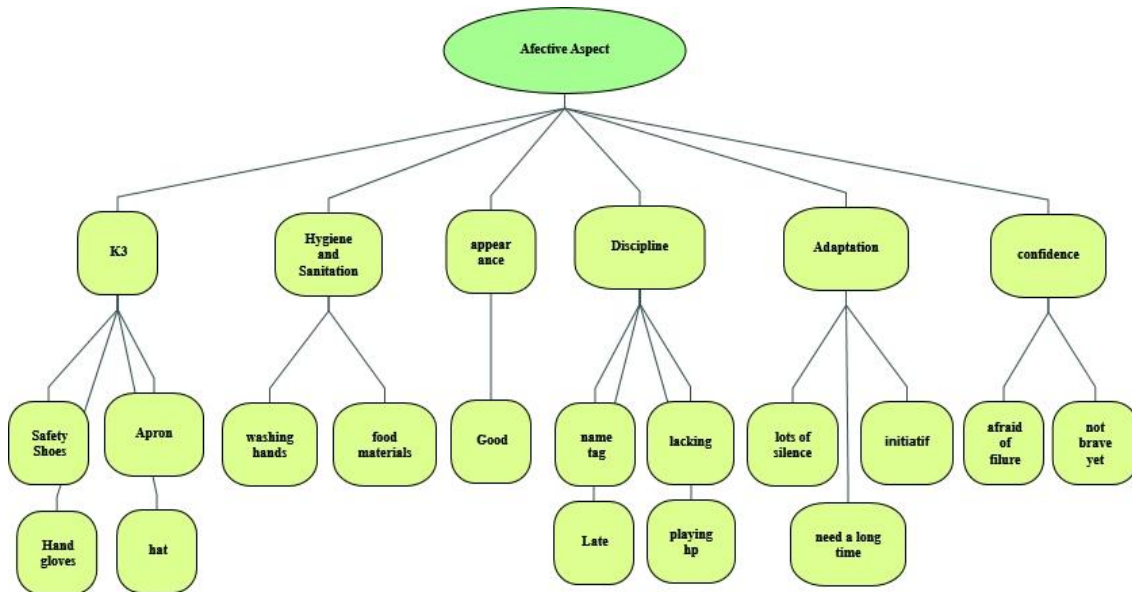 Afective Aspect
K3
Hygiene
and
Sanitation
appear
ance
Discipline
Adaptation
confidence
Safety
Shoes
Apron
washing
hands
food
materials
Good
name
tag
lacking
lots of
silence
initiatif
afraid
of
filure
not
brave
yet
Hand
gloves
hat
Late
playing
hp
need a long
time